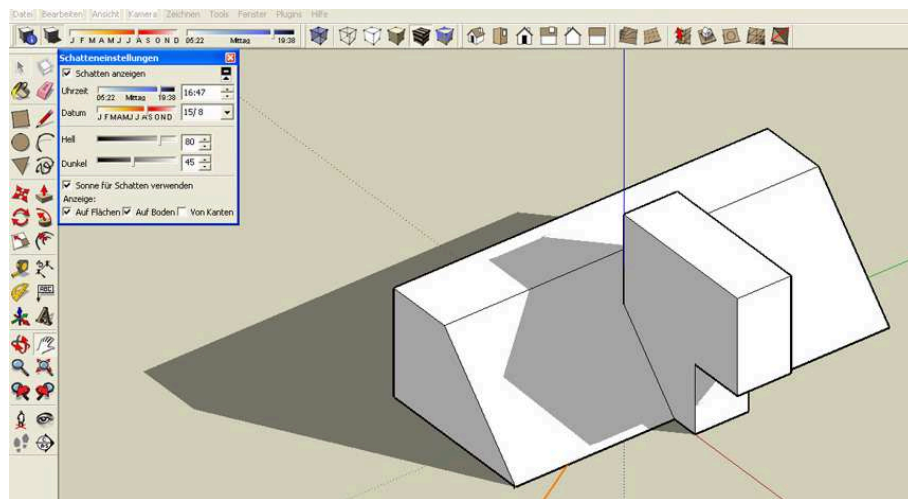 Datei Bearbeiten Ansicht Kamera Zeichnen Tools Fenster Plugins Hilfe
J F M A M J J A S O N D 05:22 Mittag 19:38
Schatteneinstellungen
Schatten anzeigen
Uhrzeit 05:22 Mittag 19:38 16:47
Datum J F M A M J J A S O N D 15/ 8
Hell 80
Dunkel 45
Sonne für Schatten verwenden
Anzeige:
Auf Flächen Auf Boden Von Kanten